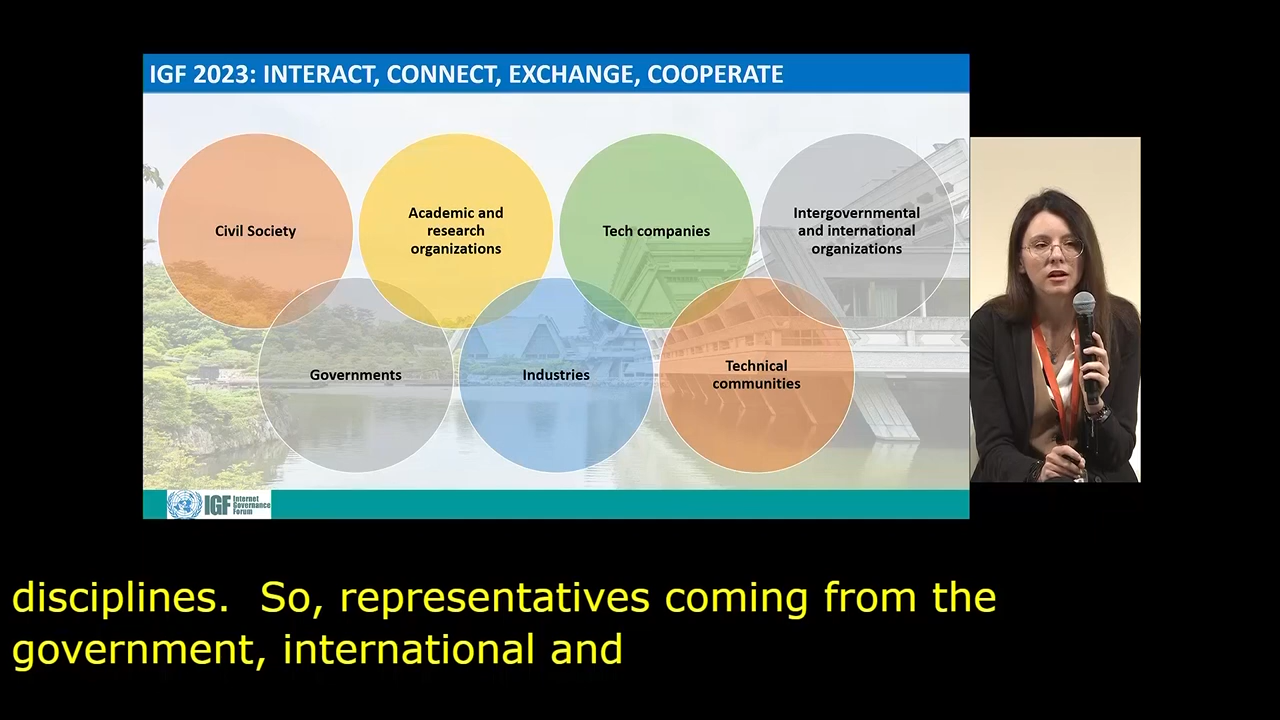 IGF 2023: INTERACT, CONNECT, EXCHANGE, COOPERATE
Civil Society
Academic and
research
organizations
Tech companies
Intergovernmental
and international
organizations
Governments
Industries
Technical
communities
IGF
Internet
Governance
Forum
disciplines.  So, representatives coming from the
government, international and